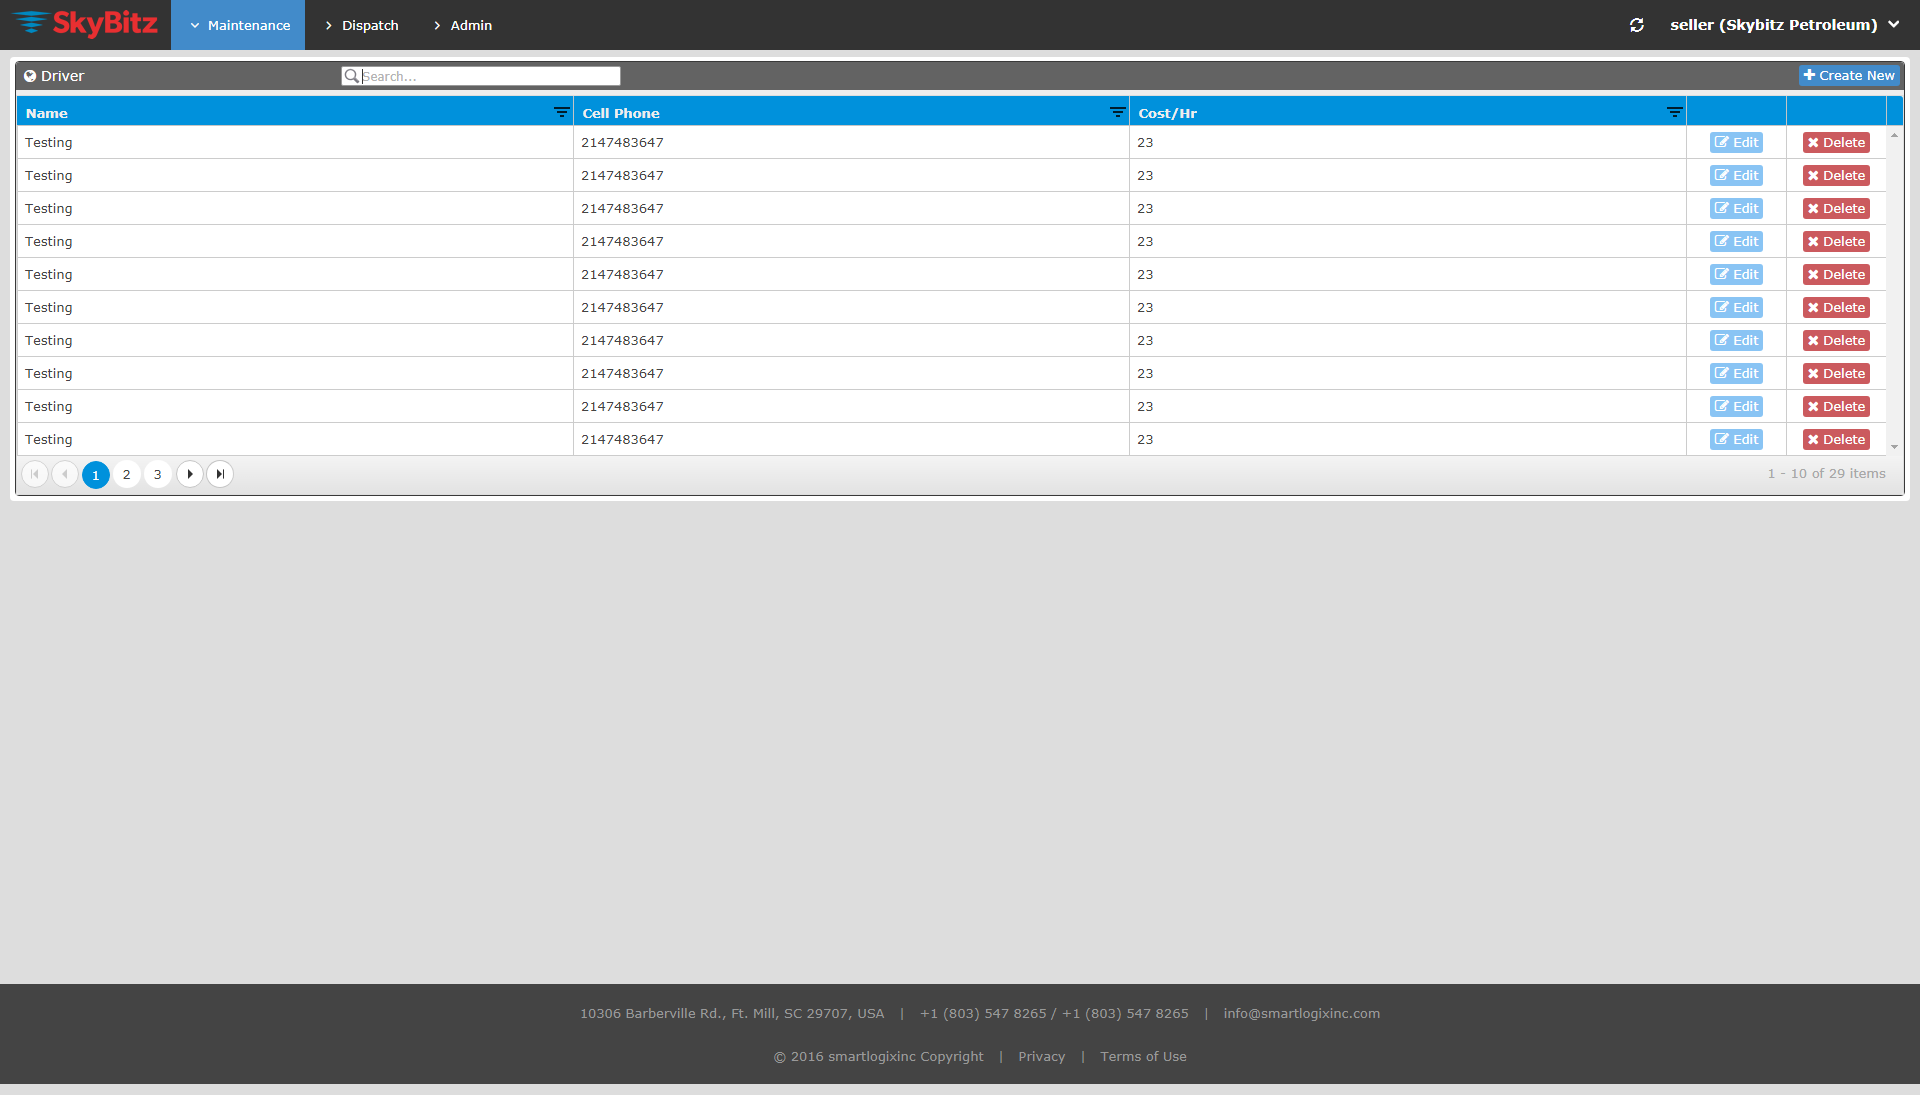 SkyBitz Maintenance Dispatch Admin seller (Skybitz Petroleum)
Driver Search... Create New
Name Cell Phone Cost/Hr
Testing 2147483647 23 Edit Delete
Testing 2147483647 23 Edit Delete
Testing 2147483647 23 Edit Delete
Testing 2147483647 23 Edit Delete
Testing 2147483647 23 Edit Delete
Testing 2147483647 23 Edit Delete
Testing 2147483647 23 Edit Delete
Testing 2147483647 23 Edit Delete
Testing 2147483647 23 Edit Delete
Testing 2147483647 23 Edit Delete
1 2 3 1 - 10 of 29 items
10306 Barberville Rd., Ft. Mill, SC 29707, USA | +1 (803) 547 8265 / +1 (803) 547 8265 | info@smartlogixinc.com
© 2016 smartlogixinc Copyright | Privacy | Terms of Use